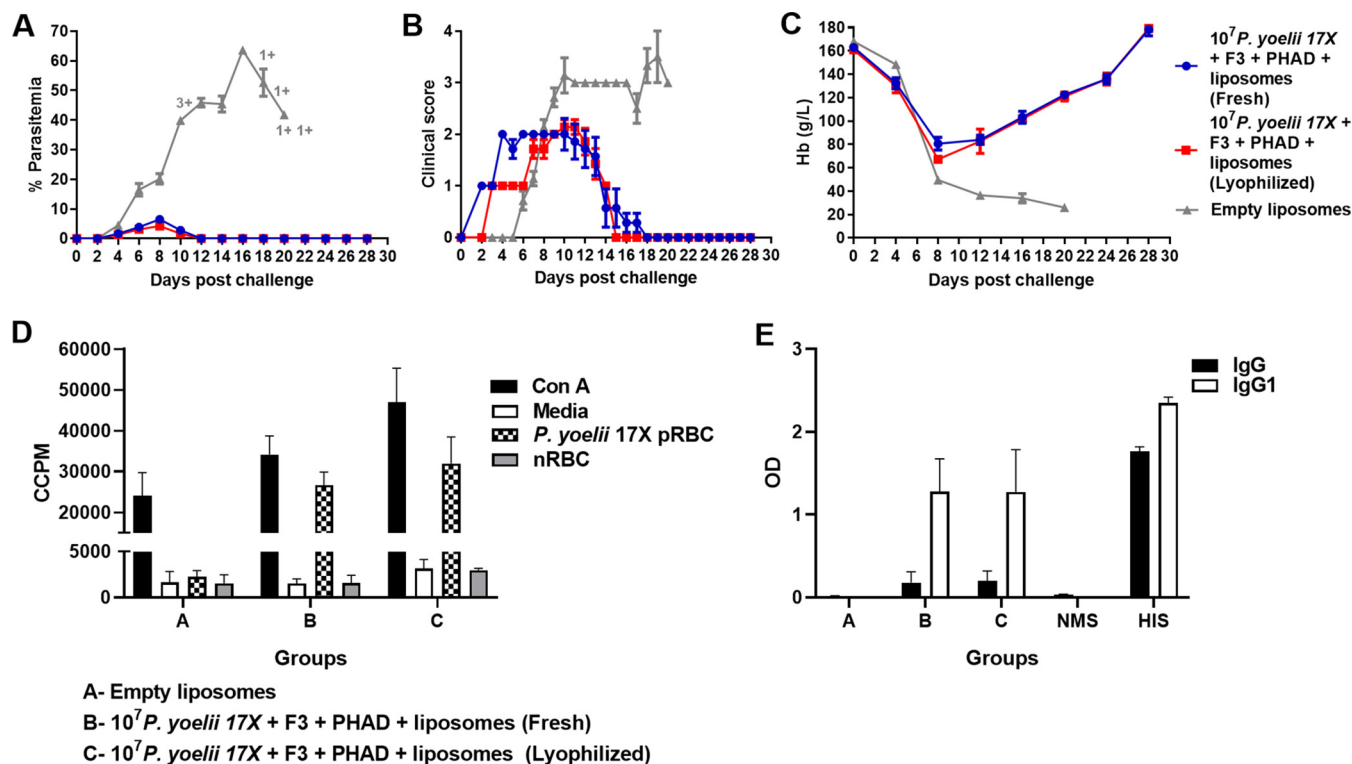 A
70
60
50
40
30
20
10
0
% Parasitemia
3+
1+
1+
1+ 1+
0 2 4 6 8 10 12 14 16 18 20 22 24 26 28 30
Days post challenge
B
4
3
2
1
0
Clinical score
0 2 4 6 8 10 12 14 16 18 20 22 24 26 28 30
Days post challenge
C
180
160
140
120
100
80
60
40
20
0
Hb (g/L)
0 2 4 6 8 10 12 14 16 18 20 22 24 26 28 30
Days post challenge
10⁷P. yoelii 17X
+ F3 + PHAD +
liposomes
(Fresh)
10⁷P. yoelii 17X +
F3 + PHAD +
liposomes
(Lyophilized)
Empty liposomes
D
60000
50000
40000
30000
20000
5000
0
CCPM
A B C
Groups
Con A
Media
P. yoelii 17X pRBC
nRBC
A- Empty liposomes
B- 10⁷P. yoelii 17X + F3 + PHAD + liposomes (Fresh)
C- 10⁷P. yoelii 17X + F3 + PHAD + liposomes (Lyophilized)
E
3
2
1
0
OD
A B C NMS HIS
Groups
IgG
IgG1